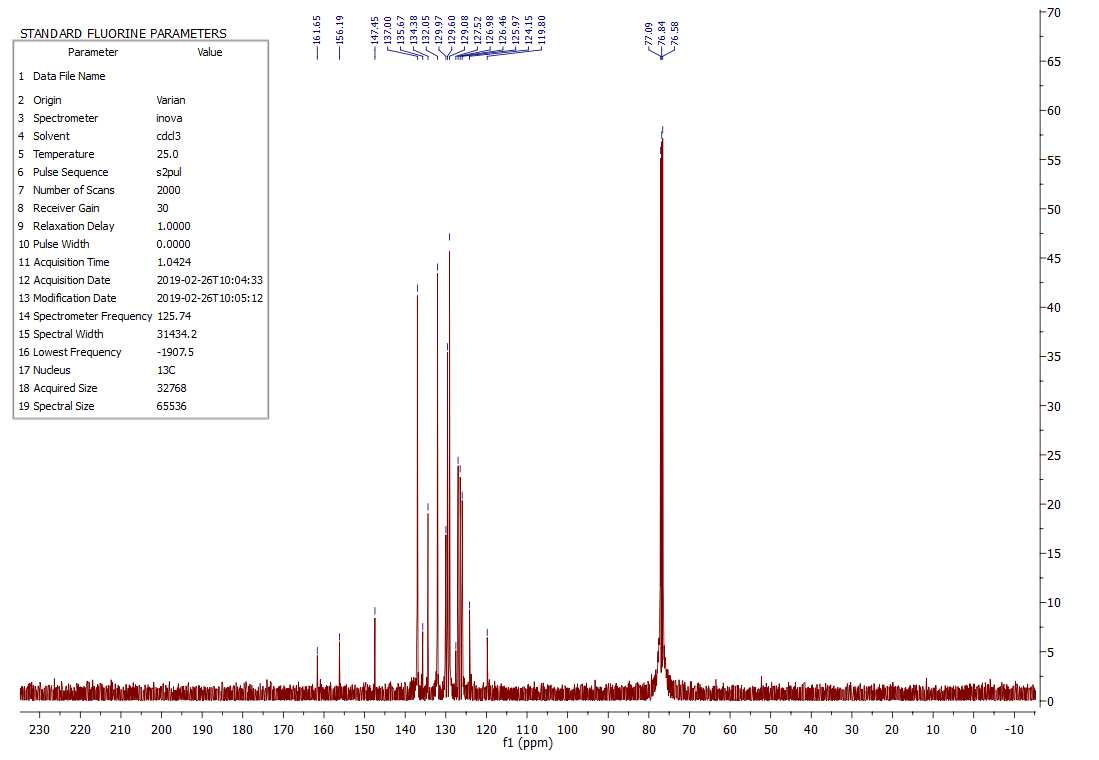 161.65
156.19
147.45
137.00
135.67
134.38
132.05
129.97
129.60
129.08
127.52
126.98
126.46
125.97
124.15
119.80
77.09
76.84
76.58
STANDARD FLUORINE PARAMETERS
Parameter Value
1 Data File Name
2 Origin Varian
3 Spectrometer inova
4 Solvent cdcl3
5 Temperature 25.0
6 Pulse Sequence s2pul
7 Number of Scans 2000
8 Receiver Gain 30
9 Relaxation Delay 1.0000
10 Pulse Width 0.0000
11 Acquisition Time 1.0424
12 Acquisition Date 2019-02-26T10:04:33
13 Modification Date 2019-02-26T10:05:12
14 Spectrometer Frequency 125.74
15 Spectral Width 31434.2
16 Lowest Frequency -1907.5
17 Nucleus 13C
18 Acquired Size 32768
19 Spectral Size 65536
70
65
60
55
50
45
40
35
30
25
20
15
10
5
0
230 220 210 200 190 180 170 160 150 140 130 120 110 100 90 80 70 60 50 40 30 20 10 0 -10
f1 (ppm)